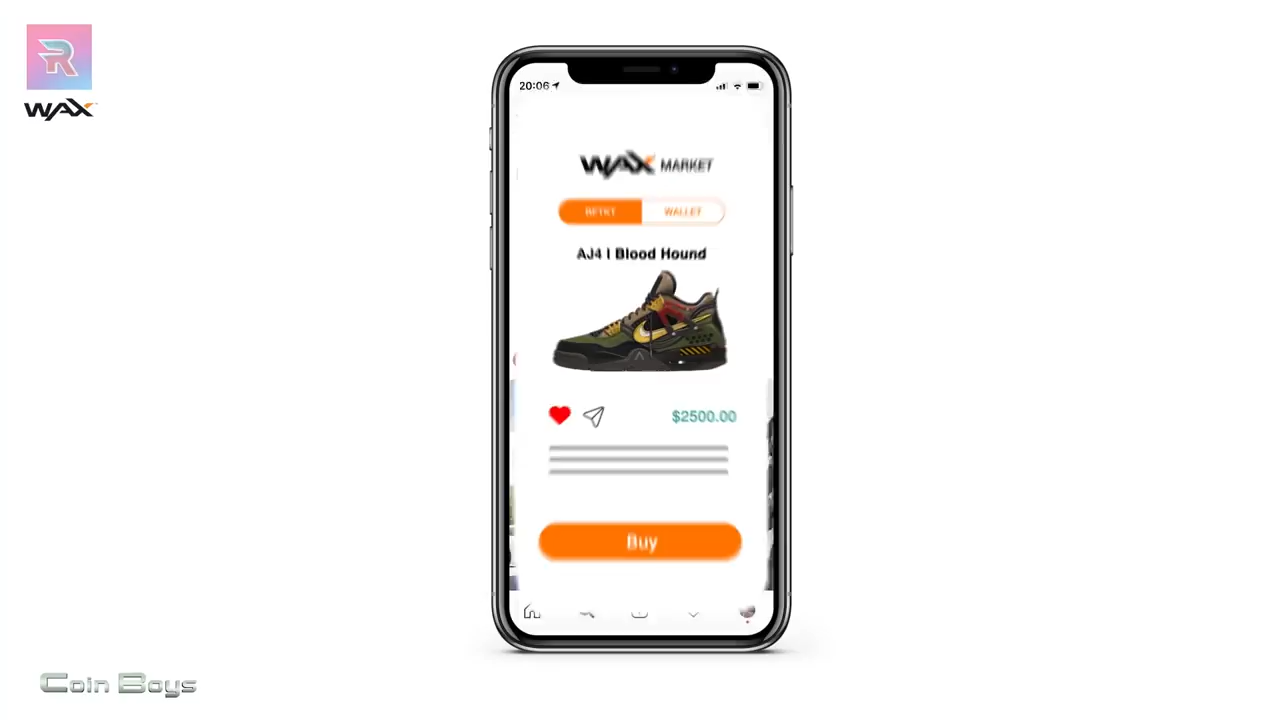 R
WAX
20:06
WAX MARKET
WALLET
AJ4 | Blood Hound
$2500.00
Buy
Coin Boys